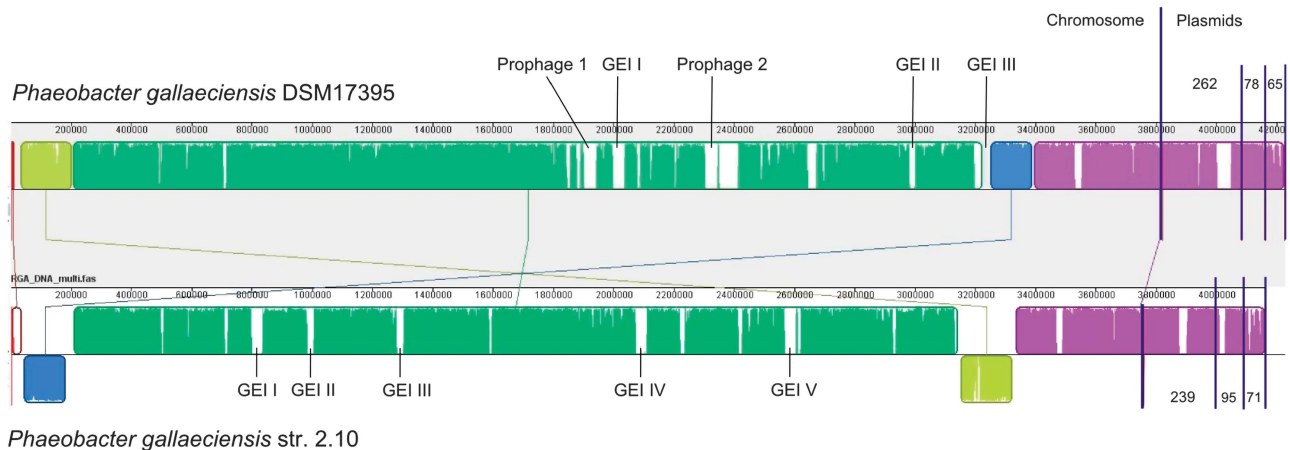 Chromosome Plasmids
Prophage 1 GEI I Prophage 2 GEI II GEI III
262 78 65
Phaeobacter gallaeciensis DSM17395
200000 400000 600000 800000 1000000 1200000 1400000 1600000 1800000 2000000 2200000 2400000 2600000 2800000 3000000 3200000 3400000 3600000 3800000 4000000 4200000
RGA_DNA_multi.fas
200000 400000 600000 800000 1000000 1200000 1400000 1600000 1800000 2000000 2200000 2400000 2600000 2800000 3000000 3200000 3400000 3600000 3800000 4000000
GEI I GEI II GEI III GEI IV GEI V
239 95 71
Phaeobacter gallaeciensis str. 2.10